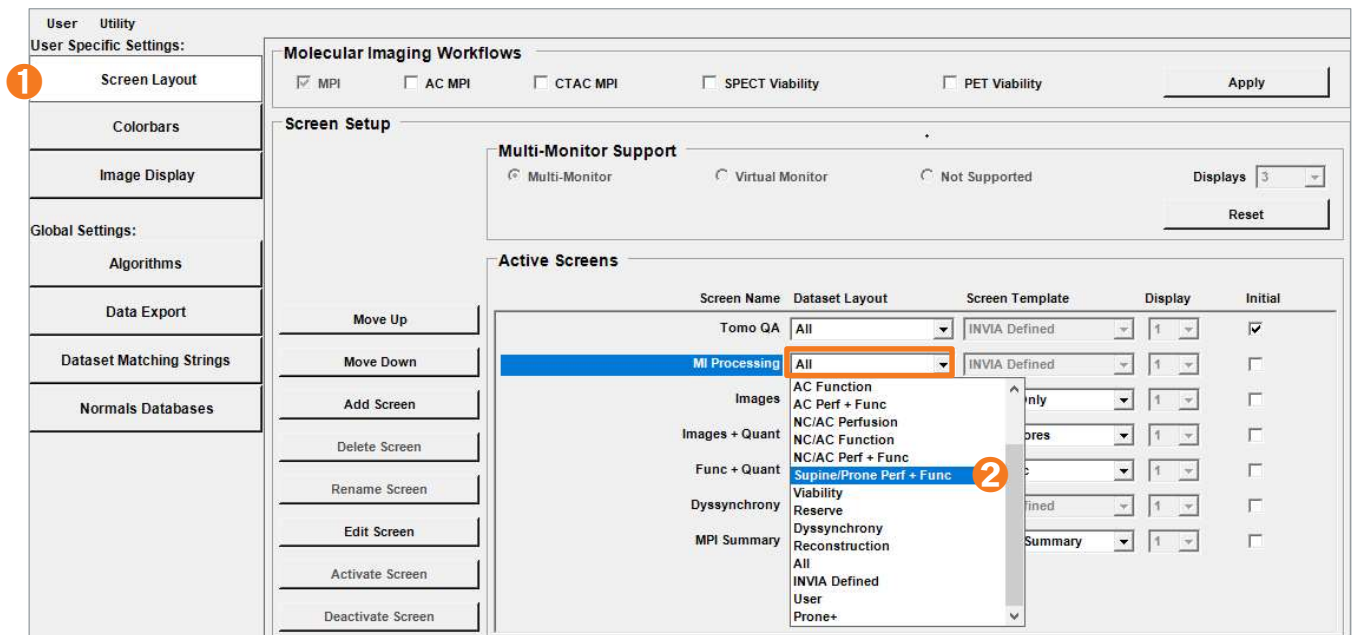 User Utility
User Specific Settings:
1
Screen Layout
Colorbars
Image Display
Global Settings:
Algorithms
Data Export
Dataset Matching Strings
Normals Databases
Molecular Imaging Workflows
MPI AC MPI CTAC MPI SPECT Viability PET Viability Apply
Screen Setup
Multi-Monitor Support
Multi-Monitor Virtual Monitor Not Supported Displays 3
Reset
Move Up
Move Down
Add Screen
Delete Screen
Rename Screen
Edit Screen
Activate Screen
Deactivate Screen
Active Screens
Screen Name Dataset Layout Screen Template Display Initial
Tomo QA All INVIA Defined 1
MI Processing All INVIA Defined 1
Images 1
Images + Quant 1
Func + Quant 1
Dyssynchrony 1
MPI Summary Summary 1
AC Function
AC Perf + Func
NC/AC Perfusion
NC/AC Function
NC/AC Perf + Func
Supine/Prone Perf + Func 2
Viability
Reserve
Dyssynchrony
Reconstruction
All
INVIA Defined
User
Prone+